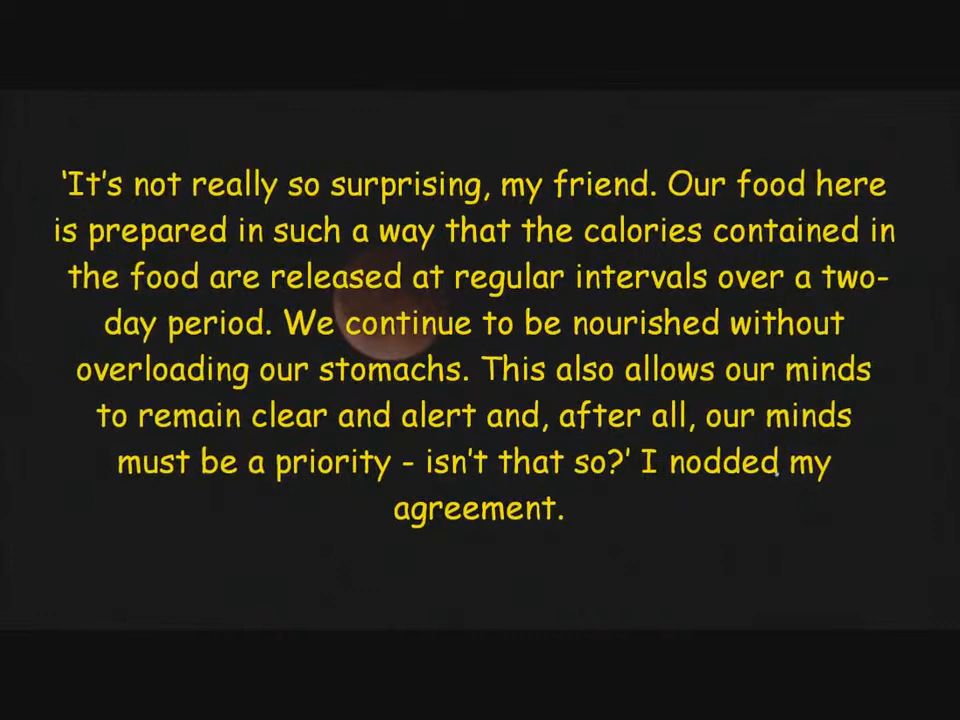 ‘It's not really so surprising, my friend. Our food here
is prepared in such a way that the calories contained in
the food are released at regular intervals over a two-
day period. We continue to be nourished without
overloading our stomachs. This also allows our minds
to remain clear and alert and, after all, our minds
must be a priority - isn't that so?’ I nodded my
agreement.